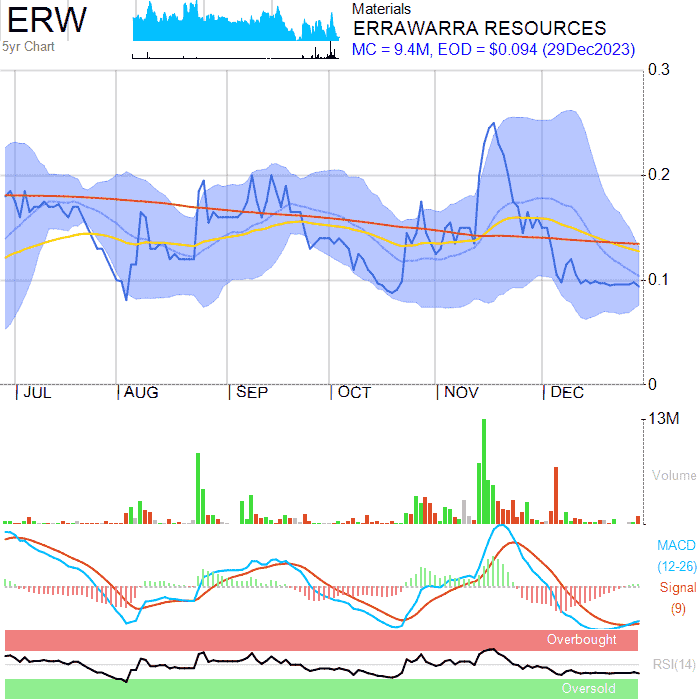 ERW
5yr Chart
Materials
ERRAWARRA RESOURCES
MC = 9.4M, EOD = $0.094 (29Dec2023)
0.3
0.2
0.1
0
JUL
AUG
SEP
OCT
NOV
DEC
13M
Volume
MACD
(12-26)
Signal
(9)
Overbought
RSI(14)
Oversold